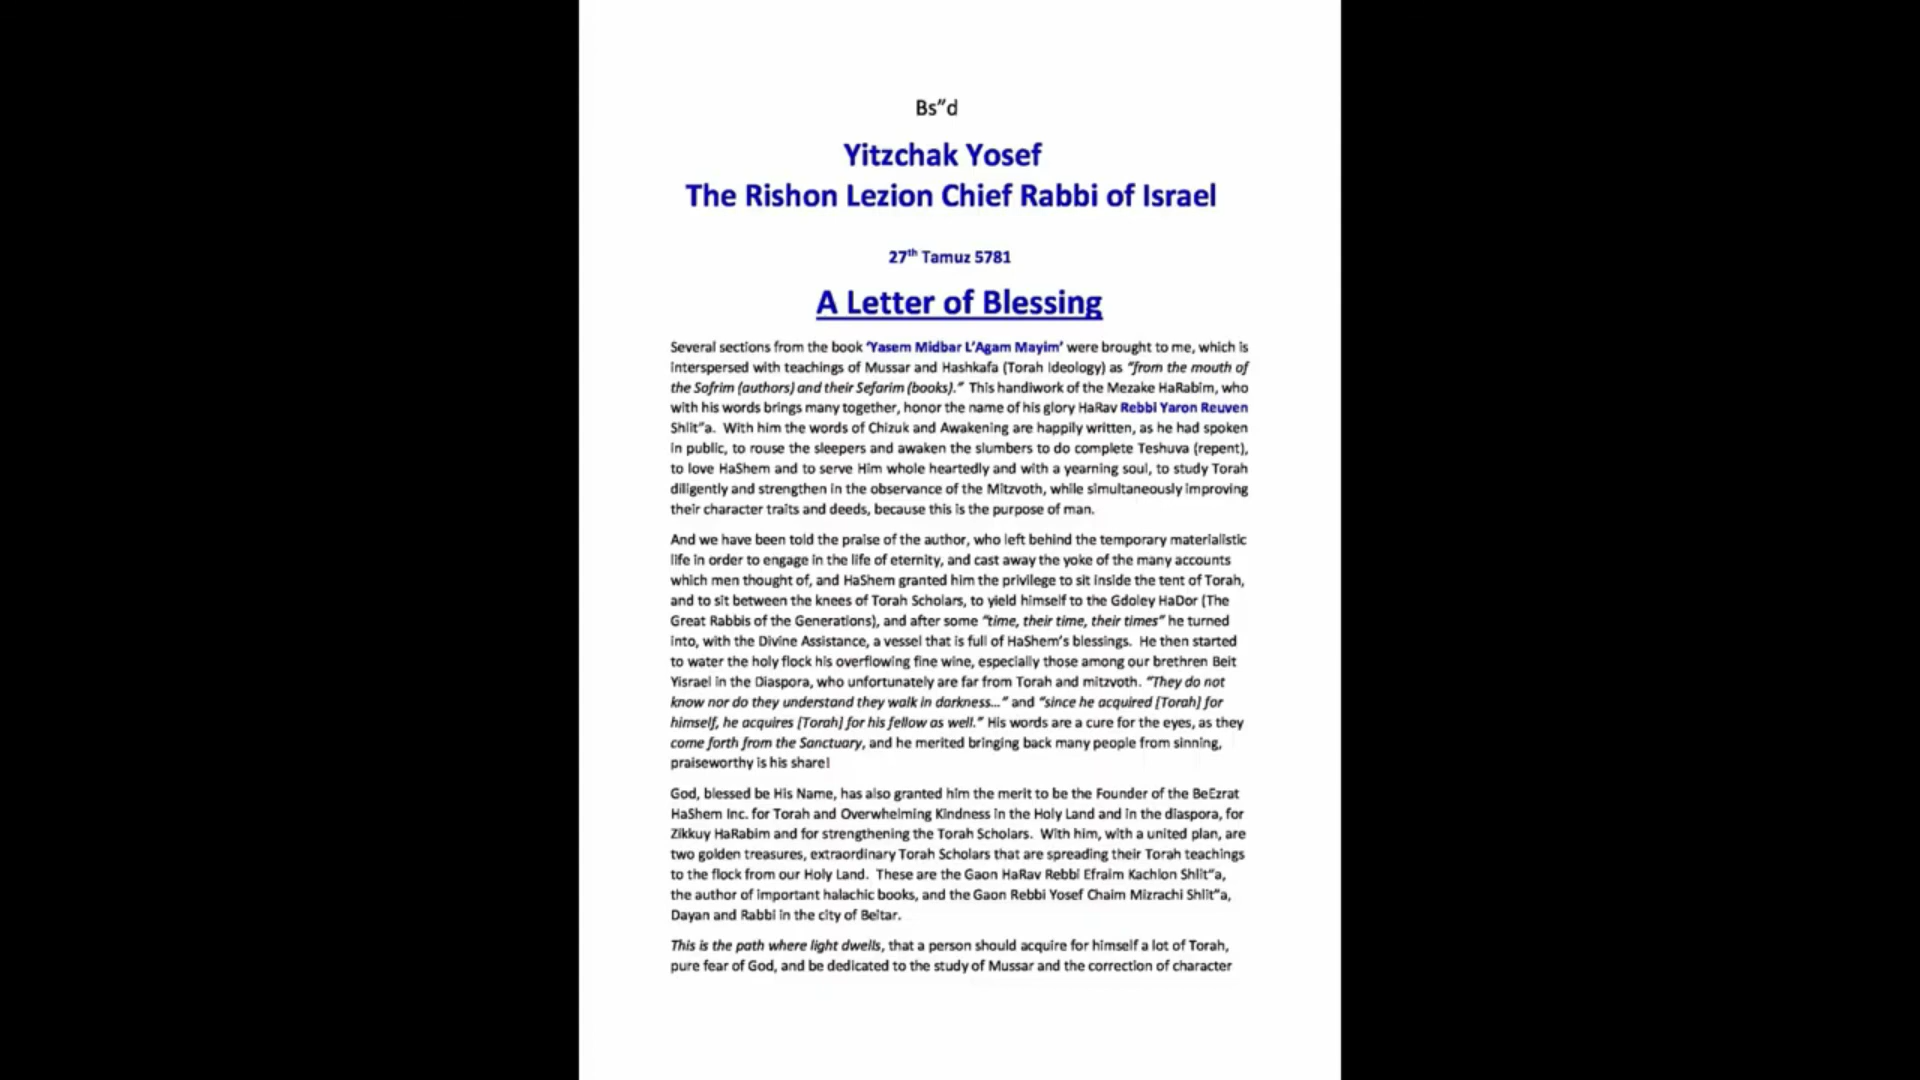 Bs"d
Yitzchak Yosef
The Rishon Lezion Chief Rabbi of Israel
27th Tamuz 5781
A Letter of Blessing
Several sections from the book ‘Yasem Midbar L’Agam Mayim’ were brought to me, which is
interspersed with teachings of Mussar and Hashkafa (Torah Ideology) as “from the mouth of
the Sofrim (authors) and their Sefarim (books).” This handiwork of the Mezake HaRabim, who
with his words brings many together, honor the name of his glory HaRav Rebbi Yaron Reuven
Shlit”a. With him the words of Chizuk and Awakening are happily written, as he had spoken
in public, to rouse the sleepers and awaken the slumbers to do complete Teshuva (repent),
to love HaShem and to serve Him whole heartedly and with a yearning soul, to study Torah
diligently and strengthen in the observance of the Mitzvoth, while simultaneously improving
their character traits and deeds, because this is the purpose of man.
And we have been told the praise of the author, who left behind the temporary materialistic
life in order to engage in the life of eternity, and cast away the yoke of the many accounts
which men thought of, and HaShem granted him the privilege to sit inside the tent of Torah,
and to sit between the knees of Torah Scholars, to yield himself to the Gdoley HaDor (The
Great Rabbis of the Generations), and after some “time, their time, their times” he turned
into, with the Divine Assistance, a vessel that is full of HaShem’s blessings. He then started
to water the holy flock his overflowing fine wine, especially those among our brethren Beit
Yisrael in the Diaspora, who unfortunately are far from Torah and mitzvoth. “They do not
know nor do they understand they walk in darkness...” and “since he acquired [Torah] for
himself, he acquires [Torah] for his fellow as well.” His words are a cure for the eyes, as they
come forth from the Sanctuary, and he merited bringing back many people from sinning,
praiseworthy is his share!
God, blessed be His Name, has also granted him the merit to be the Founder of the BeEzrat
HaShem Inc. for Torah and Overwhelming Kindness in the Holy Land and in the diaspora, for
Zikkuy HaRabim and for strengthening the Torah Scholars. With him, with a united plan, are
two golden treasures, extraordinary Torah Scholars that are spreading their Torah teachings
to the flock from our Holy Land. These are the Gaon HaRav Rebbi Efraim Kachlon Shlit”a,
the author of important halachic books, and the Gaon Rebbi Yosef Chaim Mizrachi Shlit”a,
Dayan and Rabbi in the city of Beitar.
This is the path where light dwells, that a person should acquire for himself a lot of Torah,
pure fear of God, and be dedicated to the study of Mussar and the correction of character